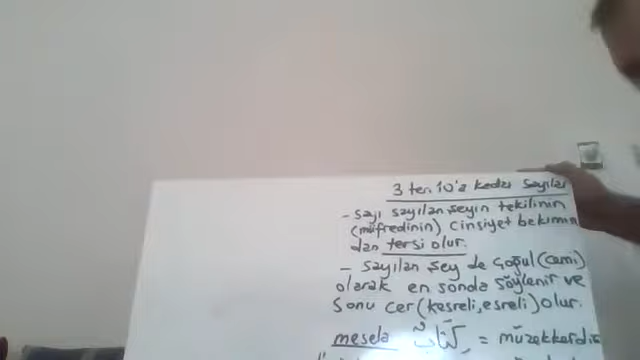 3 ten 10'a kadar sayılar
- sayı sayılan şeyin tekilinin
(müfredinin) cinsiyet bakımın
dan tersi olur.
- sayılan şey de çoğul (cemi)
olarak en sonda söylenir ve
sonu cer (kesreli, esreli) olur.
mesela كِتَابٌ = müzekkerdir